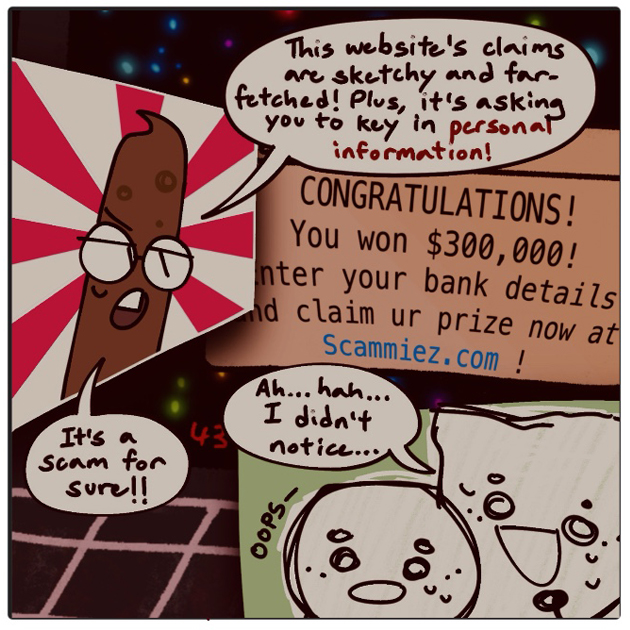 This website's claims
are sketchy and far-
fetched! Plus, it's asking
you to key in personal
information!
CONGRATULATIONS!
You won $300,000!
nter your bank details
nd claim ur prize now at
Scammiez.com !
It's a
scam for
sure!!
43
Ah... hah...
I didn't
notice...
OOPS—